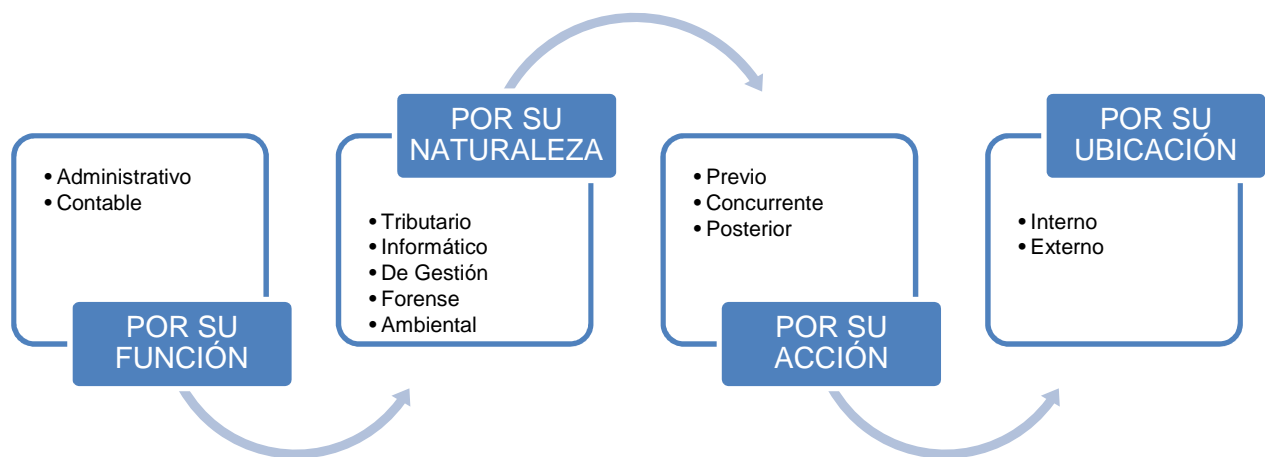 • Administrativo
• Contable
POR SU
FUNCIÓN
POR SU
NATURALEZA
• Tributario
• Informático
• De Gestión
• Forense
• Ambiental
• Previo
• Concurrente
• Posterior
POR SU
ACCIÓN
POR SU
UBICACIÓN
• Interno
• Externo